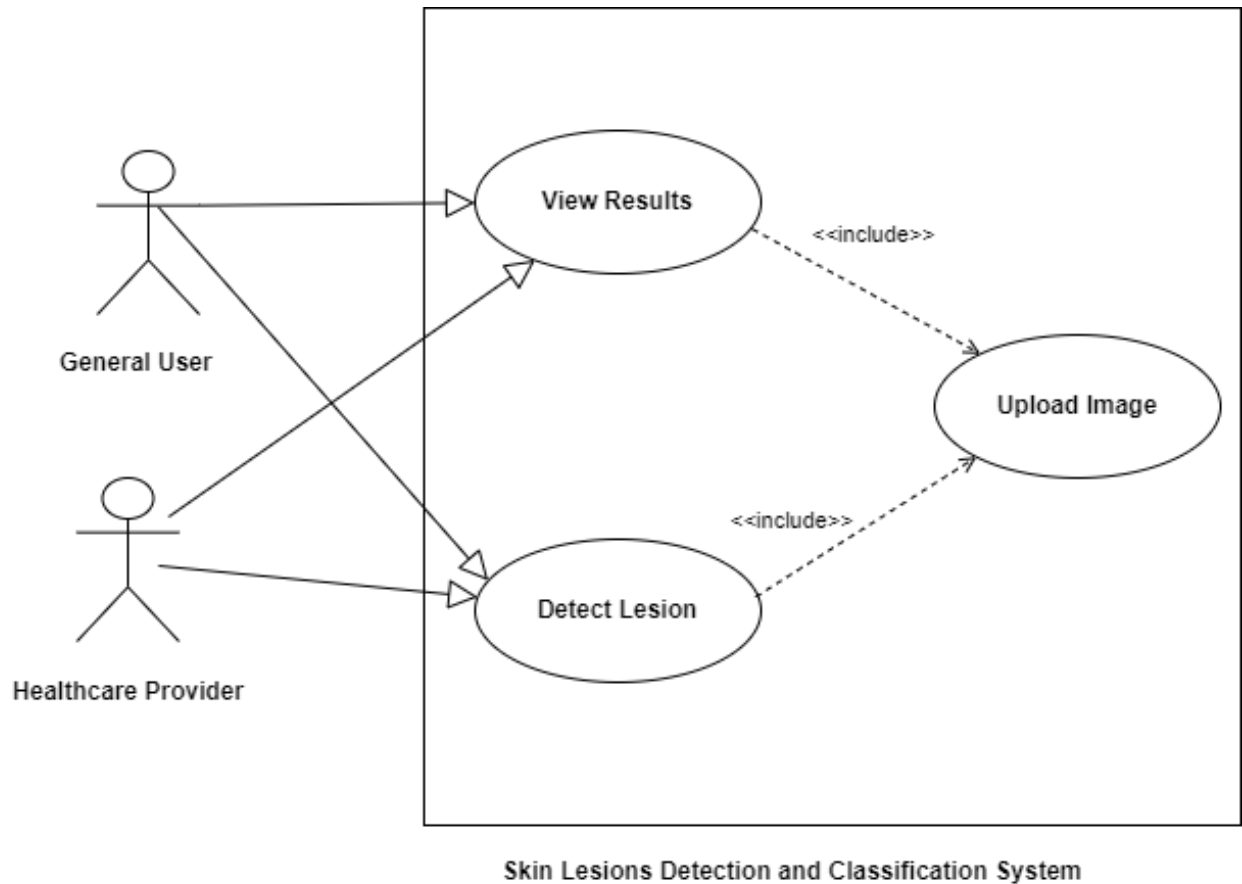 View Results
<<include>>
General User
Upload Image
<<include>>
Detect Lesion
Healthcare Provider
Skin Lesions Detection and Classification System